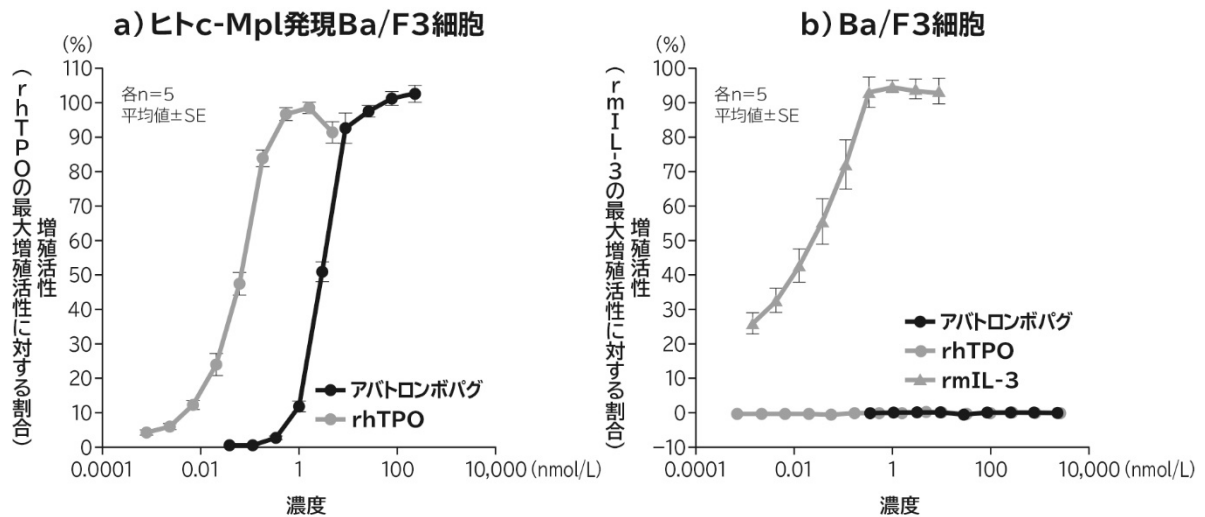 a）ヒトc-Mpl発現Ba/F3細胞
(%)
（rhTPOの最大増殖活性に対する割合）
増殖活性
110
100
90
80
70
60
50
40
30
20
10
0
各n=5
平均値±SE
アバトロンボパグ
rhTPO
0.0001
0.01
1
100
10,000 (nmol/L)
濃度
b）Ba/F3細胞
(%)
（rmIL-3の最大増殖活性に対する割合）
増殖活性
100
90
80
70
60
50
40
30
20
10
0
−10
各n=5
平均値±SE
アバトロンボパグ
rhTPO
rmIL-3
0.0001
0.01
1
100
10,000 (nmol/L)
濃度